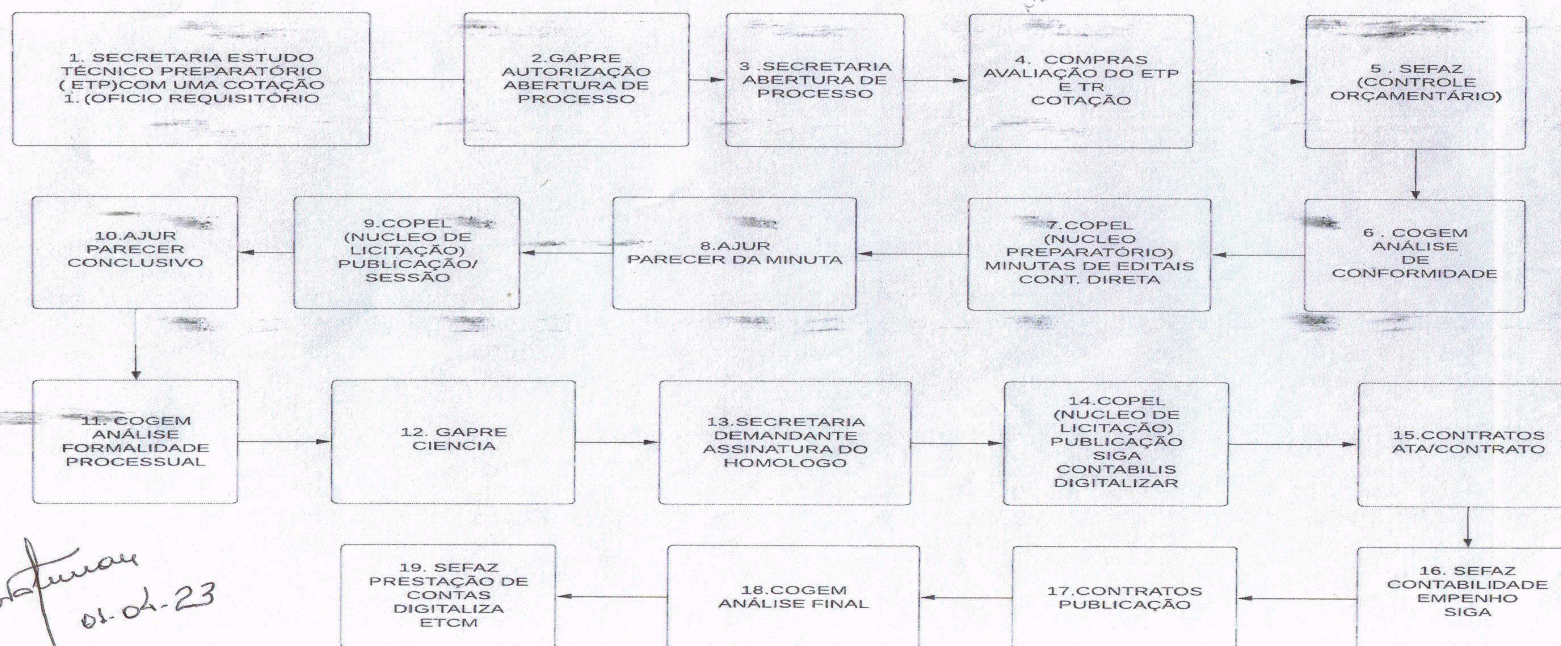 1. SECRETARIA ESTUDO
TÉCNICO PREPARATÓRIO
( ETP)COM UMA COTAÇÃO
1. (OFICIO REQUISITÓRIO
2.GAPRE
AUTORIZAÇÃO
ABERTURA DE
PROCESSO
3 .SECRETARIA
ABERTURA DE
PROCESSO
4. COMPRAS
AVALIAÇÃO DO ETP
E TR
COTAÇÃO
5 . SEFAZ
(CONTROLE
ORÇAMENTÁRIO)
6 . COGEM
ANÁLISE
DE
CONFORMIDADE
7.COPEL
(NUCLEO
PREPARATÓRIO)
MINUTAS DE EDITAIS
CONT. DIRETA
8.AJUR
PARECER DA MINUTA
9.COPEL
(NUCLEO DE
LICITAÇÃO)
PUBLICAÇÃO/
SESSÃO
10.AJUR
PARECER
CONCLUSIVO
11. COGEM
ANÁLISE
FORMALIDADE
PROCESSUAL
12. GAPRE
CIENCIA
13.SECRETARIA
DEMANDANTE
ASSINATURA DO
HOMOLOGO
14.COPEL
(NUCLEO DE
LICITAÇÃO)
PUBLICAÇÃO
SIGA
CONTABILIS
DIGITALIZAR
15.CONTRATOS
ATA/CONTRATO
16. SEFAZ
CONTABILIDADE
EMPENHO
SIGA
17.CONTRATOS
PUBLICAÇÃO
18.COGEM
ANÁLISE FINAL
19. SEFAZ
PRESTAÇÃO DE
CONTAS
DIGITALIZA
ETCM
01-04-23